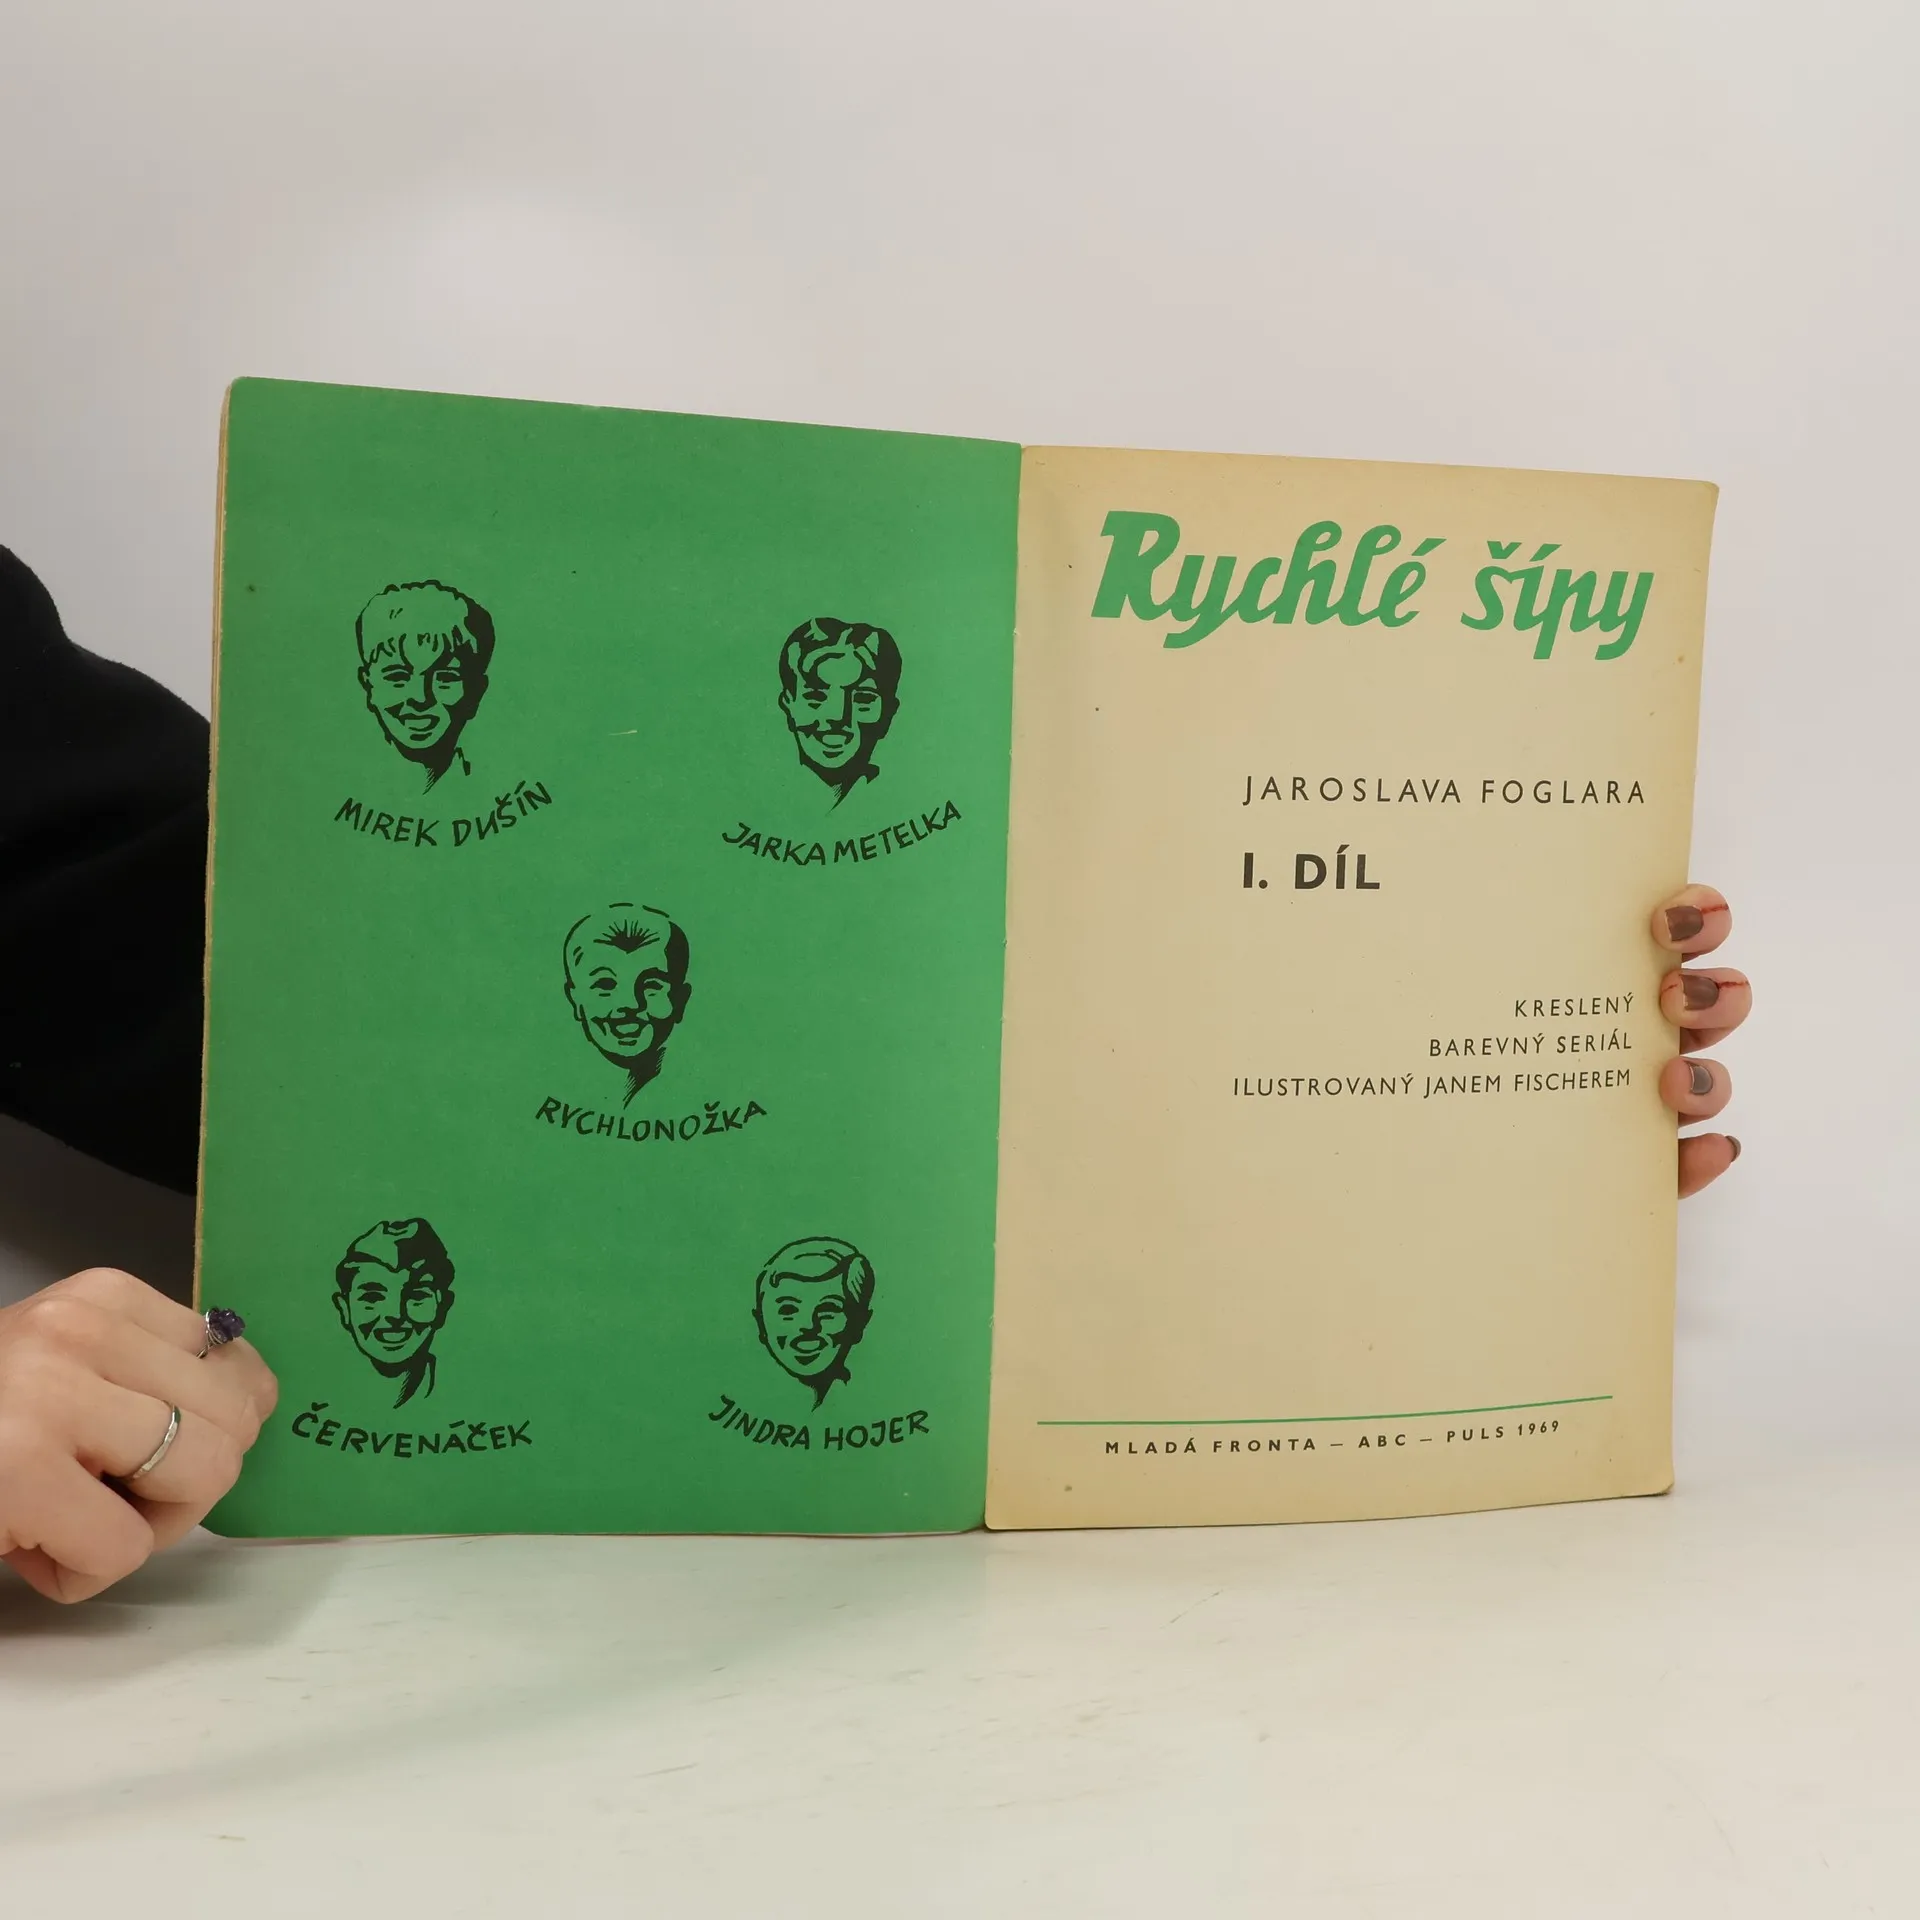 MIREK DUŠÍN
JARKA METELKA
RYCHLONOŽKA
ČERVENÁČEK
JINDRA HOJER
Rychlé šípy
JAROSLAVA FOGLARA
I. DÍL
KRESLENÝ
BAREVNÝ SERIÁL
ILUSTROVANÝ JANEM FISCHEREM
MLADÁ FRONTA – ABC – PULS 1969